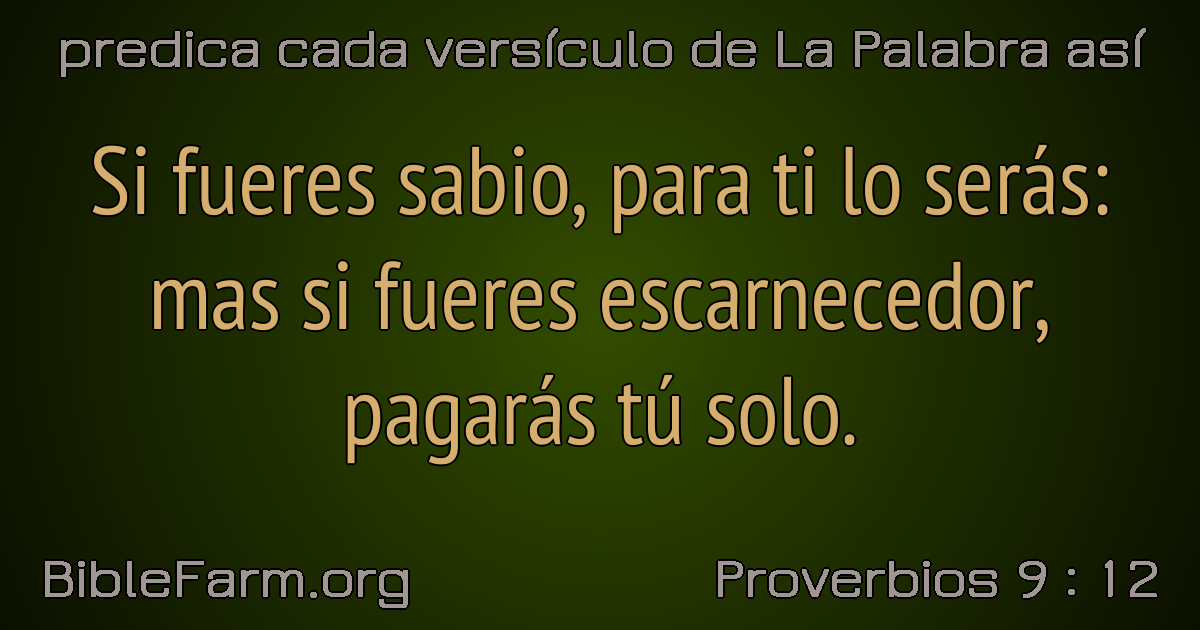 predica cada versículo de La Palabra así
Si fueres sabio, para ti lo serás:
mas si fueres escarnecedor,
pagarás tú solo.
BibleFarm.org
Proverbios 9 : 12